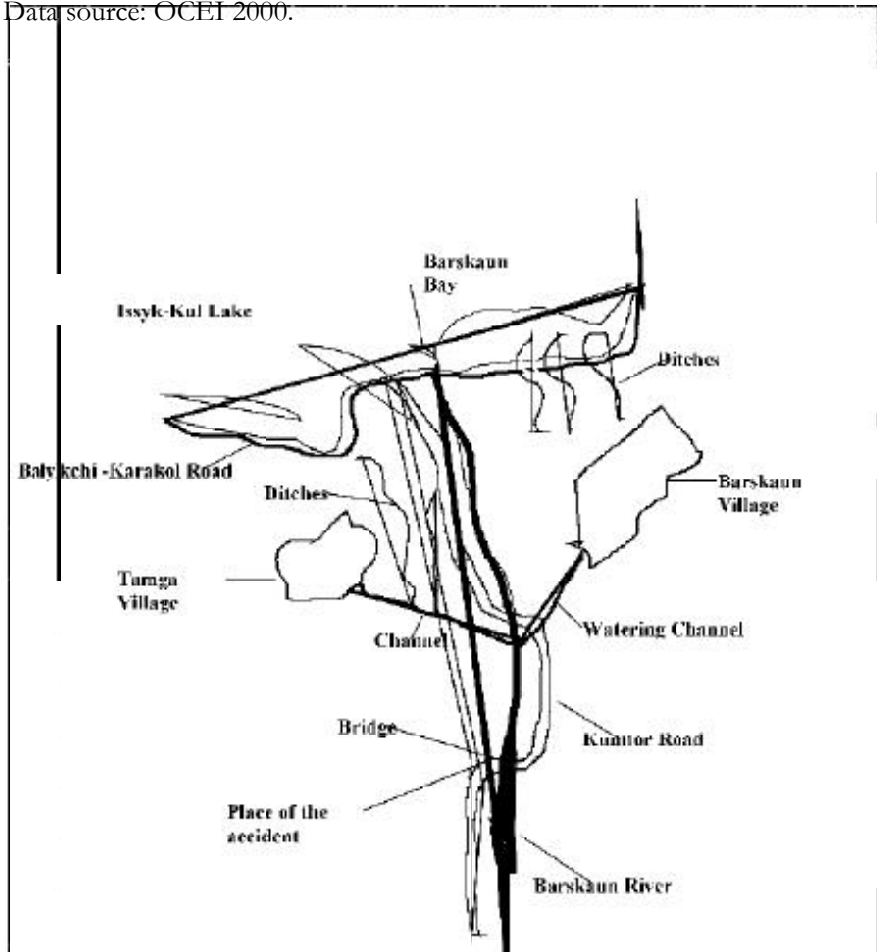 Data source: OCEI 2000.
Barskaun
Bay
Issyk-Kul Lake
Ditches
Balykchi -Karakol Road
Ditches
Barskaun
Village
Tamga
Village
Channel
Watering Channel
Bridge
Kumtor Road
Place of the
accident
Barskaun River